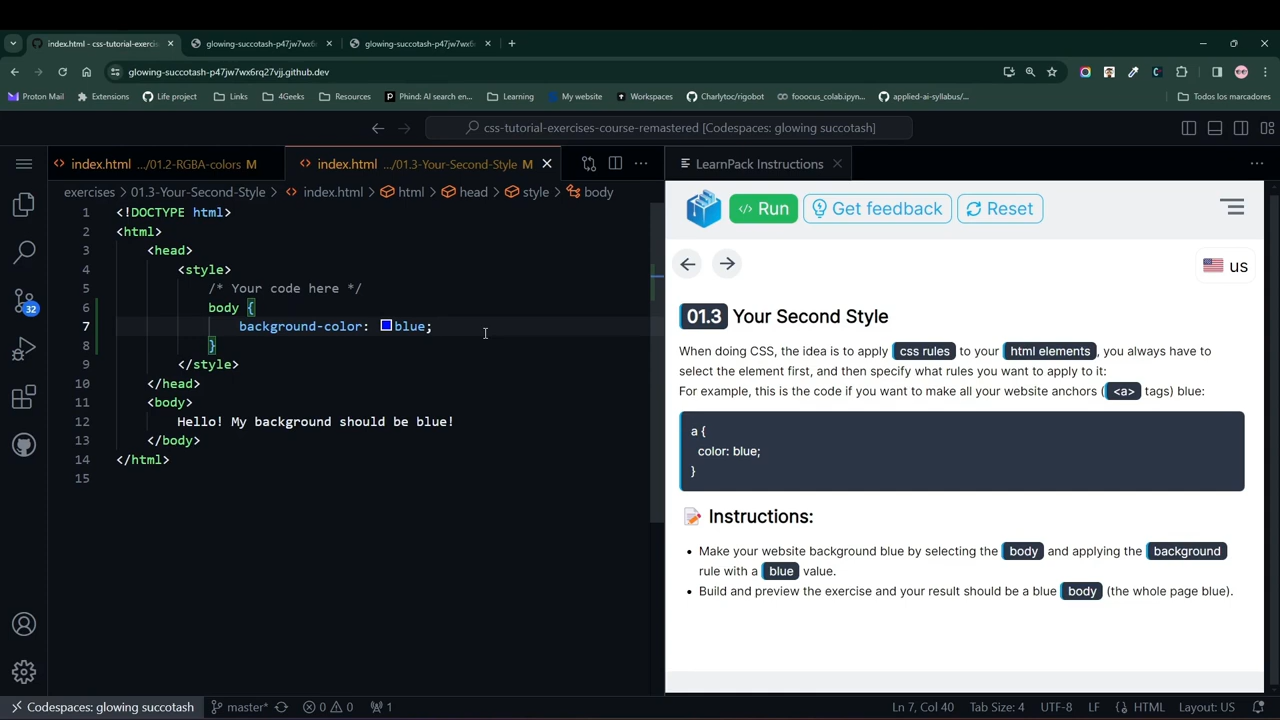 index.html - css-tutorial-exercis
glowing-succotash-p47jw7wx6
glowing-succotash-p47jw7wx6
glowing-succotash-p47jw7wx6rq27vjj.github.dev
Proton Mail
Extensions
Life project
Links
4Geeks
Resources
Phind: AI search en...
Learning
My website
Workspaces
Charlytoc/rigobot
fooocus_colab.ipyn...
applied-ai-syllabus/...
Todos los marcadores
css-tutorial-exercises-course-remastered [Codespaces: glowing succotash]
index.html .../01.2-RGBA-colors M
index.html .../01.3-Your-Second-Style M
LearnPack Instructions
exercises > 01.3-Your-Second-Style > index.html > html > head > style > body
1 <!DOCTYPE html>
2 <html>
3 <head>
4 <style>
5 /* Your code here */
6 body {
7 background-color: blue;
8 }
9 </style>
10 </head>
11 <body>
12 Hello! My background should be blue!
13 </body>
14 </html>
15
32
Run
Get feedback
Reset
us
01.3 Your Second Style
When doing CSS, the idea is to apply css rules to your html elements, you always have to
select the element first, and then specify what rules you want to apply to it:
For example, this is the code if you want to make all your website anchors (<a> tags) blue:
a {
color: blue;
}
Instructions:
• Make your website background blue by selecting the body and applying the background
rule with a blue value.
• Build and preview the exercise and your result should be a blue body (the whole page blue).
Codespaces: glowing succotash
master*
0
0
1
Ln 7, Col 40
Tab Size: 4
UTF-8
LF
HTML
Layout: US